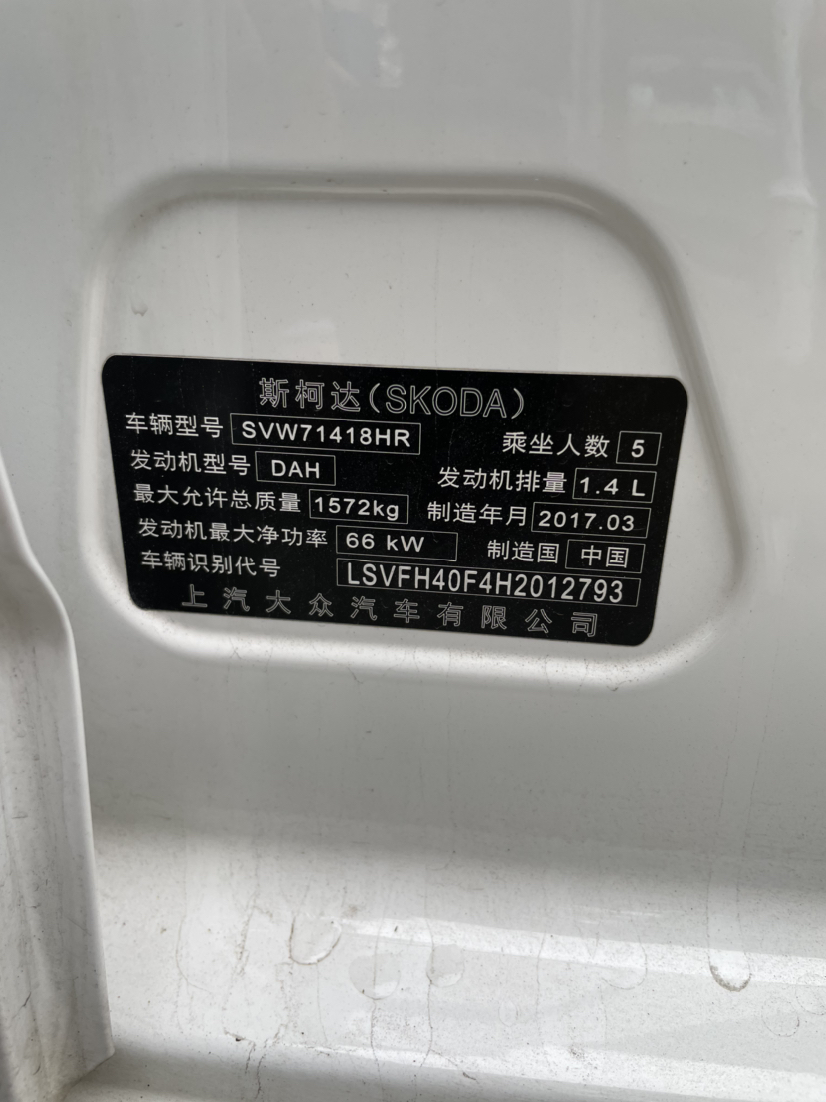 斯柯达(SKODA)
车辆型号 SVW71418HR 乘坐人数 5
发动机型号 DAH 发动机排量 1.4 L
最大允许总质量 1572kg 制造年月 2017.03
发动机最大净功率 66 kW 制造国 中国
车辆识别代号 LSVFH40F4H2012793
上汽大众汽车有限公司